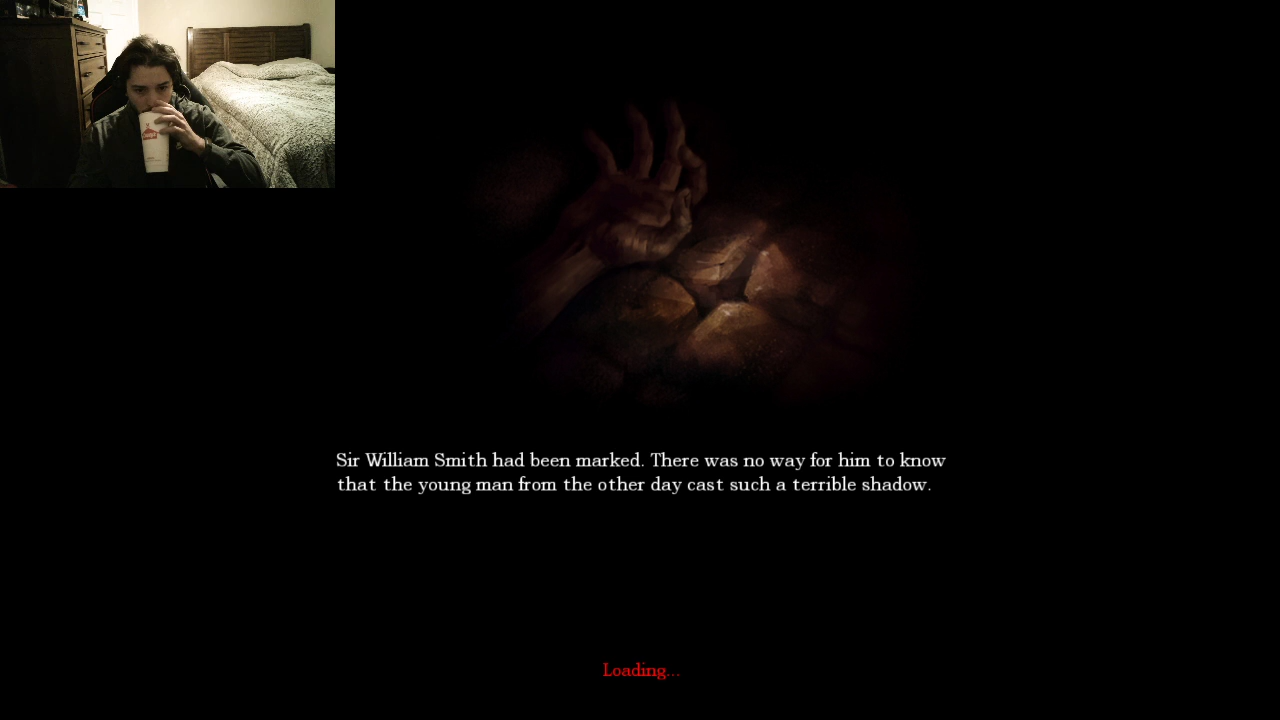 Sir William Smith had been marked. There was no way for him to know
that the young man from the other day cast such a terrible shadow.
Loading...